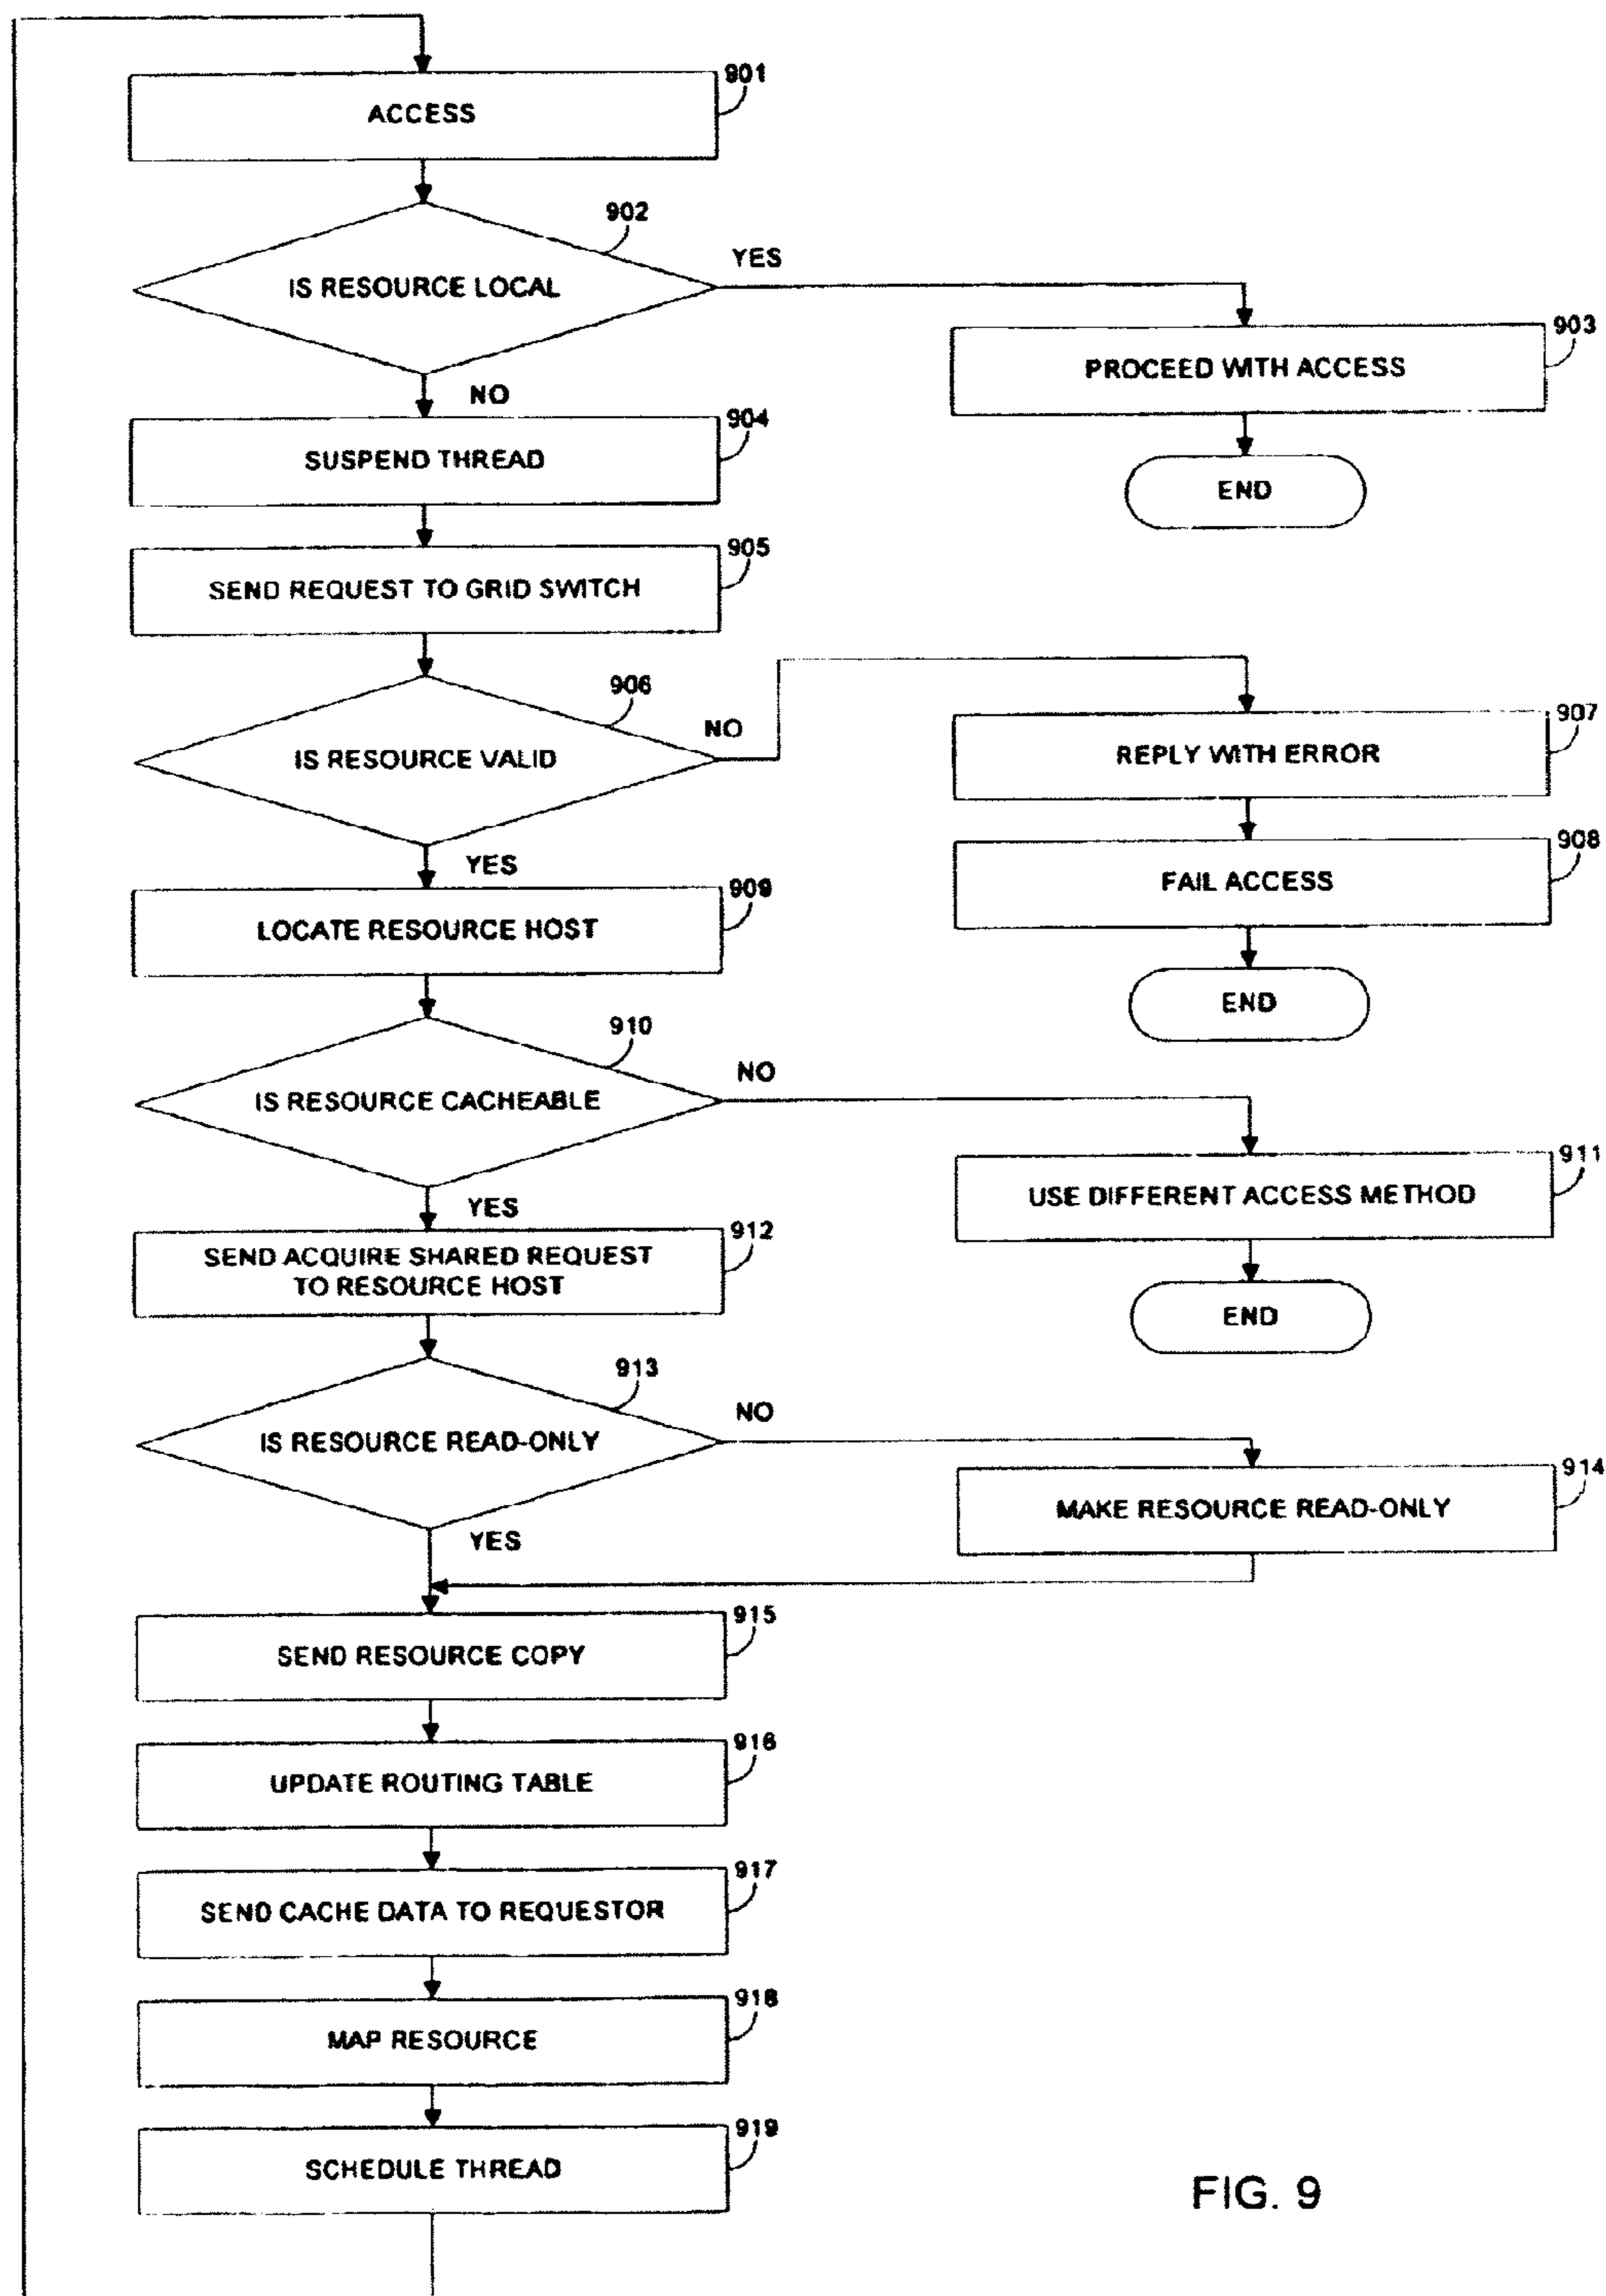 901
ACCESS
902
YES
IS RESOURCE LOCAL
903
PROCEED WITH ACCESS
NO
904
SUSPEND THREAD
END
905
SEND REQUEST TO GRID SWITCH
906
NO
907
IS RESOURCE VALID
REPLY WITH ERROR
908
YES
FAIL ACCESS
909
LOCATE RESOURCE HOST
END
910
NO
IS RESOURCE CACHEABLE
911
USE DIFFERENT ACCESS METHOD
YES
912
SEND ACQUIRE SHARED REQUEST
TO RESOURCE HOST
END
913
NO
IS RESOURCE READ-ONLY
914
MAKE RESOURCE READ-ONLY
YES
915
SEND RESOURCE COPY
916
UPDATE ROUTING TABLE
917
SEND CACHE DATA TO REQUESTOR
918
MAP RESOURCE
919
SCHEDULE THREAD
FIG. 9